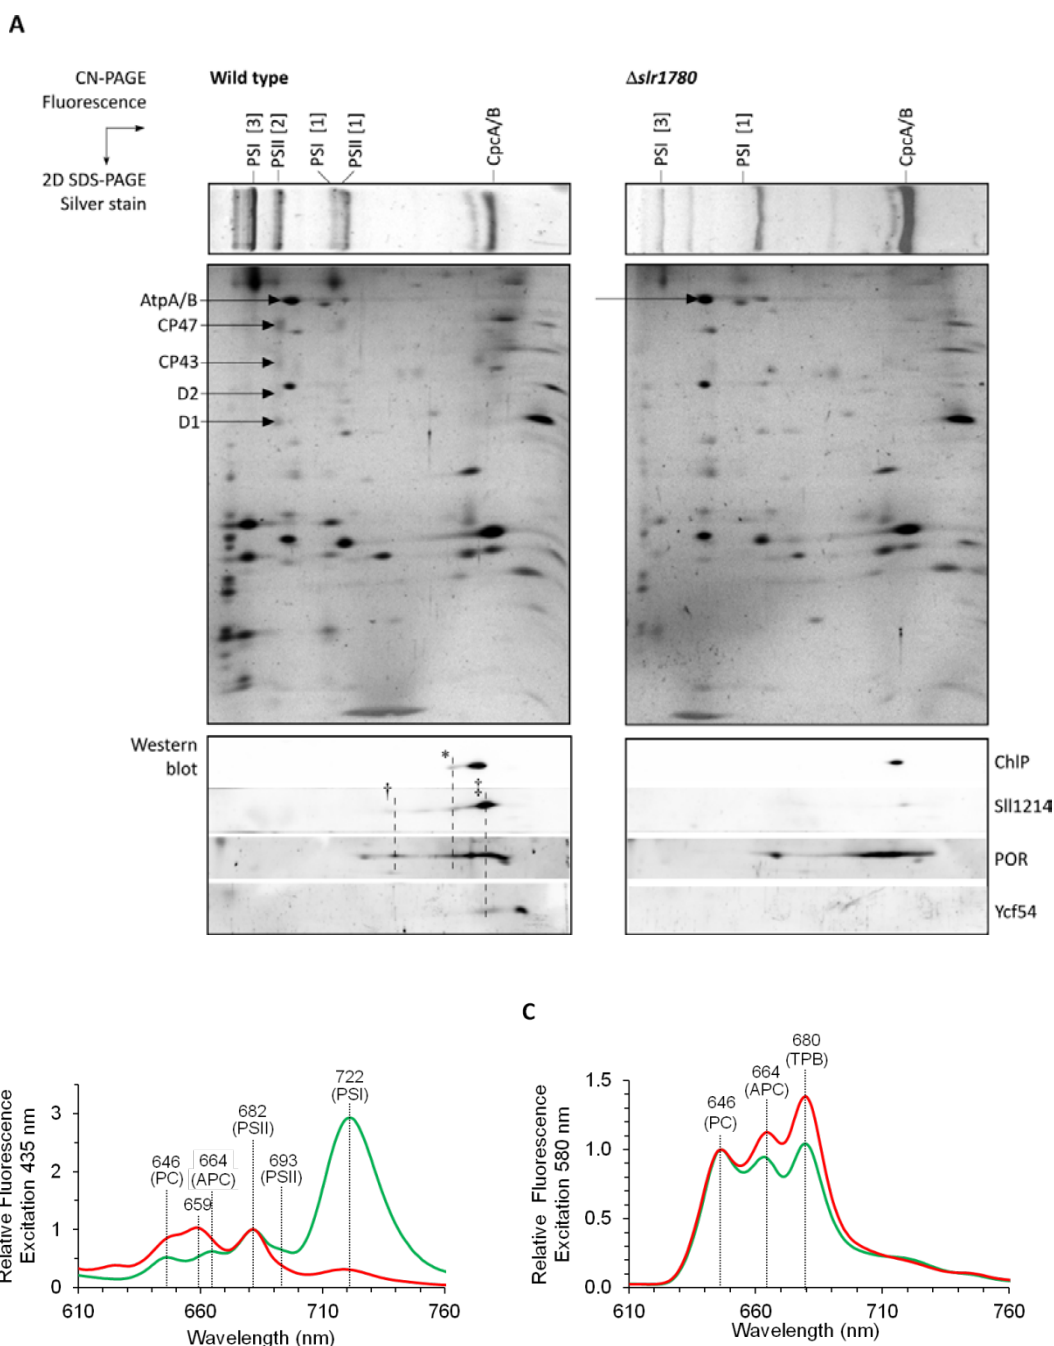 A
CN-PAGE
Fluorescence
2D SDS-PAGE
Silver stain
Wild type
Δslr1780
PSI [3]
PSII [2]
PSI [1]
PSII [1]
CpcA/B
PSI [3]
PSI [1]
CpcA/B
AtpA/B
CP47
CP43
D2
D1
Western
blot
*
†
‡
ChlP
Sll1214
POR
Ycf54
Relative Fluorescence
Excitation 435 nm
3
2
1
0
646
(PC)
659
664
(APC)
682
(PSII)
693
(PSII)
722
(PSI)
610 660 710 760
Wavelength (nm)
C
Relative Fluorescence
Excitation 580 nm
1.5
1.0
0.5
0.0
646
(PC)
664
(APC)
680
(TPB)
610 660 710 760
Wavelength (nm)